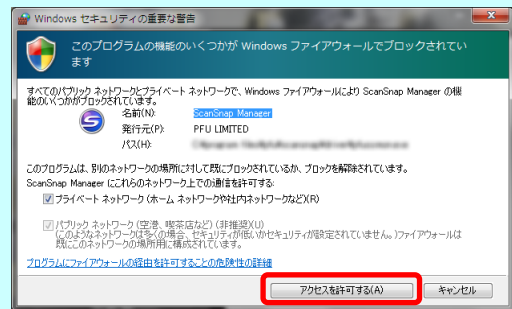 Windows セキュリティの重要な警告
このプログラムの機能のいくつかが Windows ファイアウォールでブロックされてい
ます
すべてのパブリック ネットワークとプライベート ネットワークで、Windows ファイアウォールにより ScanSnap Manager の機
能のいくつかがブロックされています。
名前(N): ScanSnap Manager
発行元(P): PFU LIMITED
パス(H):
このプログラムは、別のネットワークの場所に対して既にブロックされているか、ブロックを解除されています。
ScanSnap Manager にこれらのネットワーク上での通信を許可する:
プライベート ネットワーク (ホーム ネットワークや社内ネットワークなど)(R)
パブリック ネットワーク (空港、喫茶店など) (非推奨)(U)
(このようなネットワークは多くの場合、セキュリティが低いかセキュリティが設定されていません。)ファイアウォールは
既にこのネットワークの場所用に構成されています。
プログラムにファイアウォールの経由を許可することの危険性の詳細
アクセスを許可する(A) キャンセル